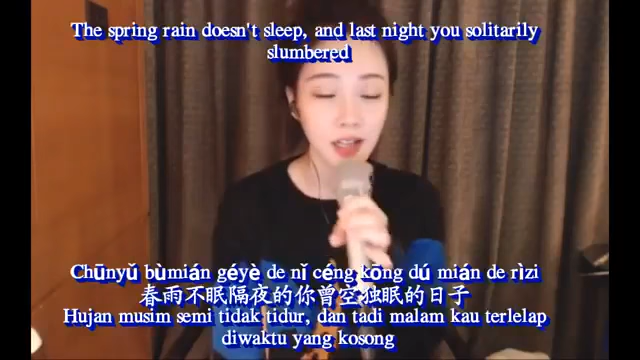 The spring rain doesn't sleep, and last night you solitarily
slumbered
Chūnyǔ bùmián géyè de nǐ céng kōng dú mián de rìzi
春雨不眠隔夜的你曾空独眠的日子
Hujan musim semi tidak tidur, dan tadi malam kau terlelap
diwaktu yang kosong